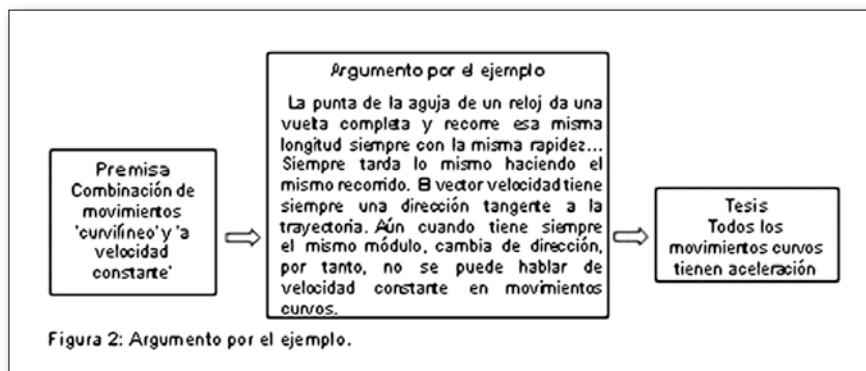 Premisa
Combinación de
movimientos
'curvilíneo' y 'a
velocidad
constante'
Argumento por el ejemplo
La punta de la aguja de un reloj da una
vuelta completa y recorre esa misma
longitud siempre con la misma rapidez...
Siempre tarda lo mismo haciendo el
mismo recorrido. El vector velocidad tiene
siempre una dirección tangente a la
trayectoria. Aún cuando tiene siempre
el mismo módulo, cambia de dirección,
por tanto, no se puede hablar de
velocidad constante en movimientos
curvos.
Tesis
Todos los
movimientos curvos
tienen aceleración
Figura 2: Argumento por el ejemplo.